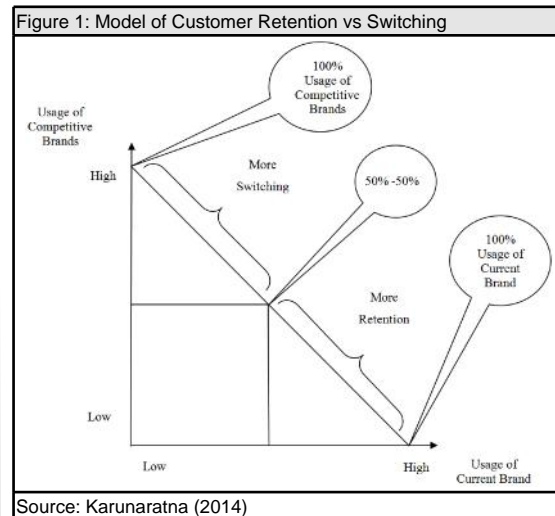 Figure 1: Model of Customer Retention vs Switching
100%
Usage of
Competitive
Brands
Usage of
Competitive
Brands
High
More
Switching
50% -50%
100%
Usage of
Current
Brand
More
Retention
Low
Low
High
Usage of
Current Brand
Source: Karunaratna (2014)